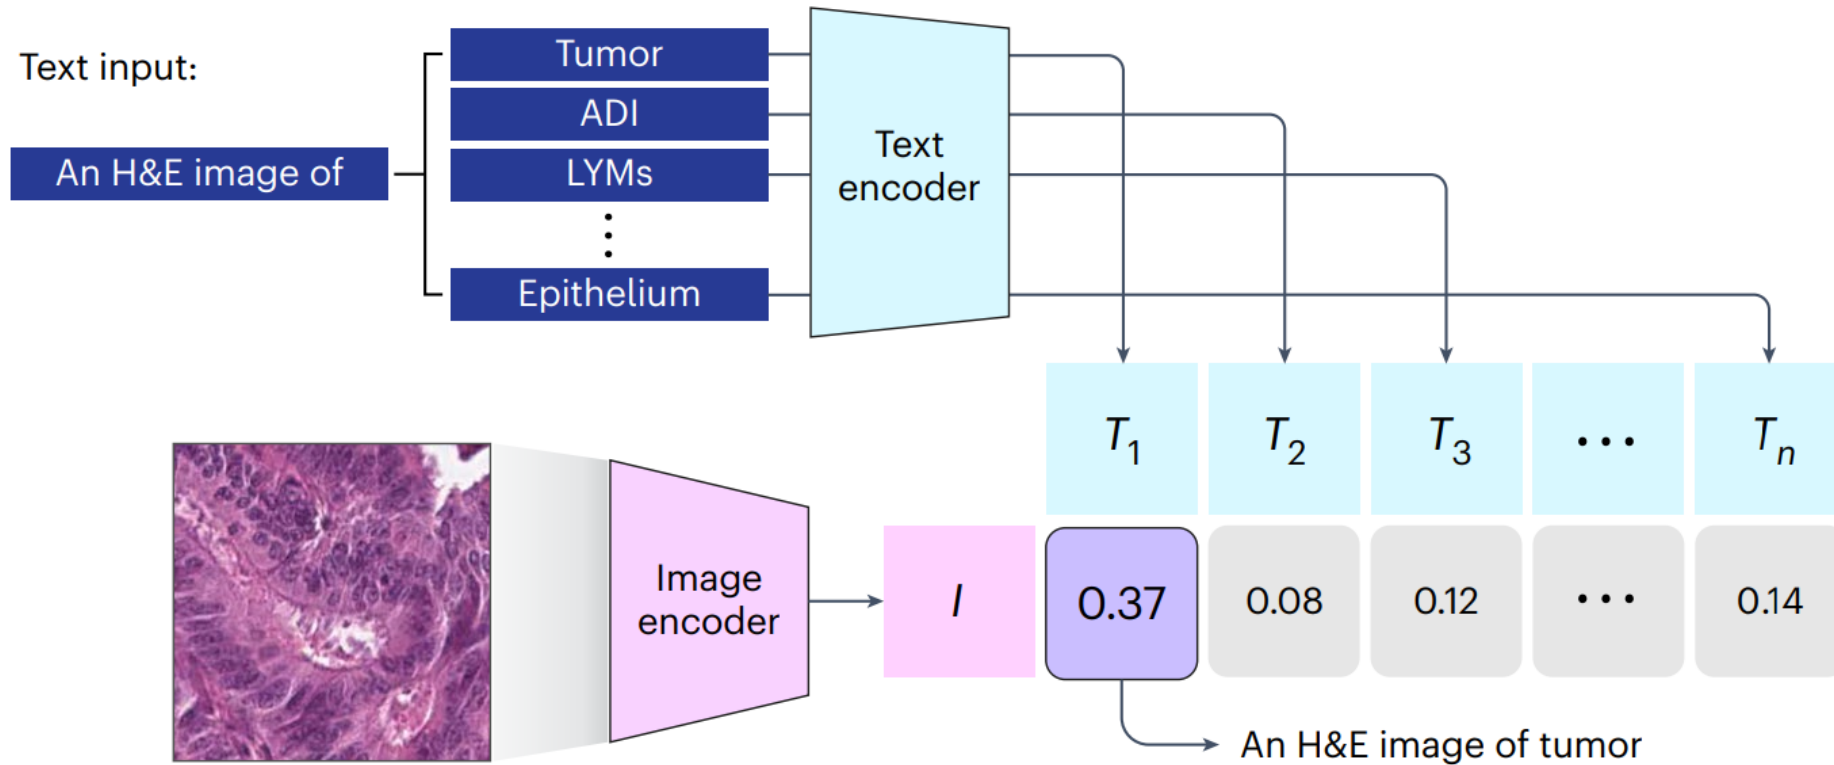 Text input:
An H&E image of
Tumor
ADI
LYMs
Epithelium
Text
encoder
T1 T2 T3 ... Tn
Image
encoder
I 0.37 0.08 0.12 ... 0.14
An H&E image of tumor